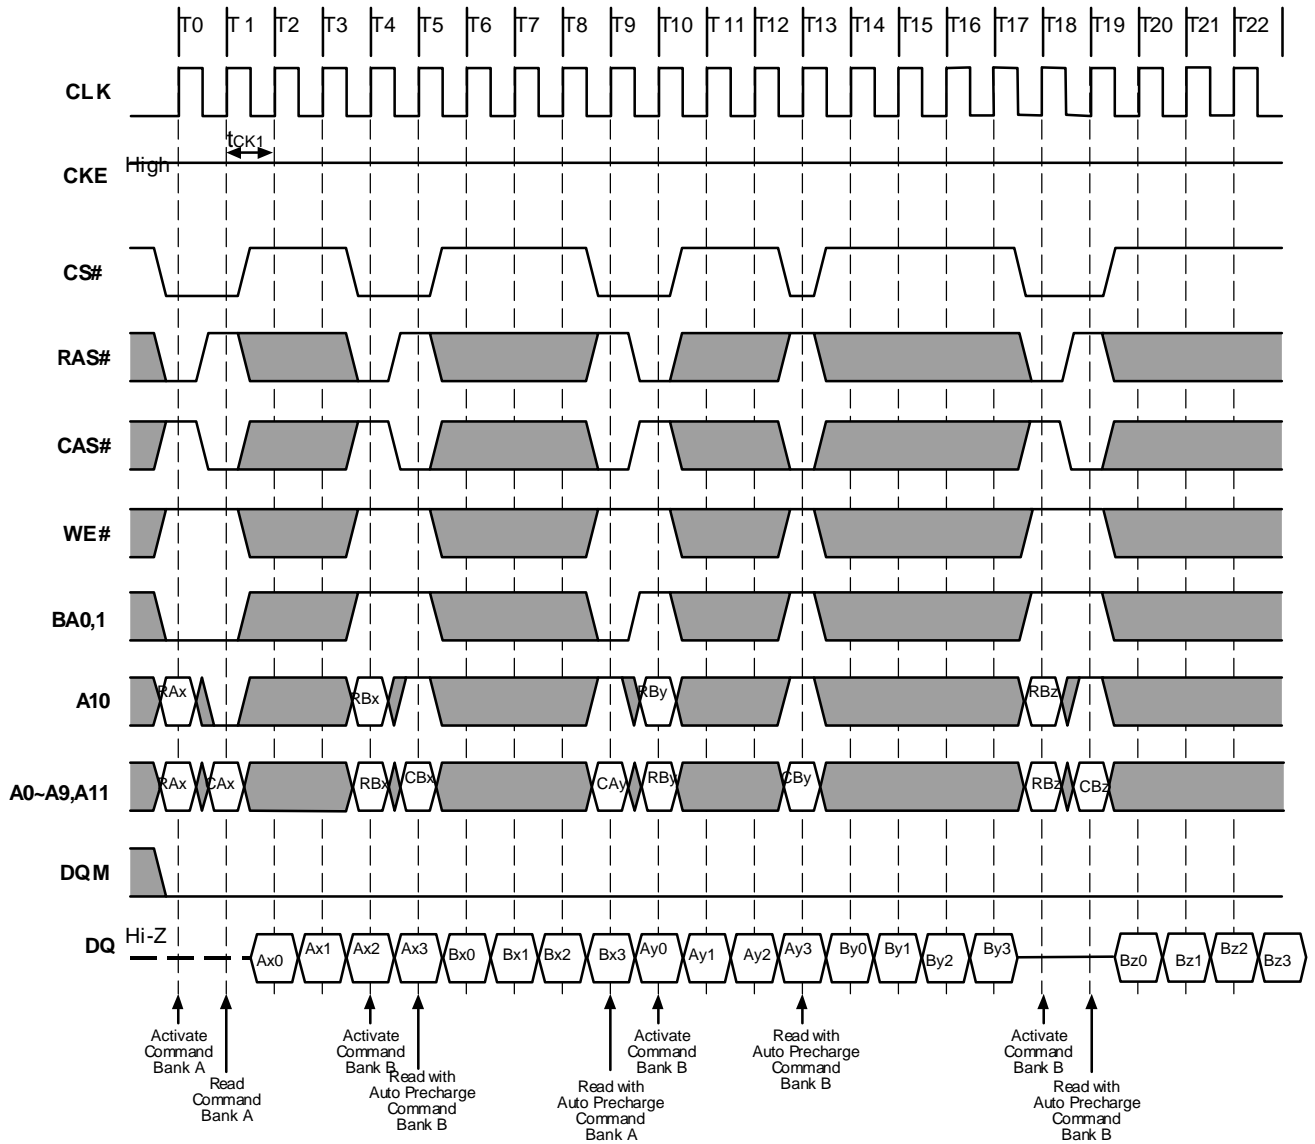 T0 T1 T2 T3 T4 T5 T6 T7 T8 T9 T10 T11 T12 T13 T14 T15 T16 T17 T18 T19 T20 T21 T22
CLK
tCK1
High
CKE
CS#
RAS#
CAS#
WE#
BA0,1
A10 RAx RBx RBy RBz
A0~A9,A11 RAx CAx RBx CBx CAy RBy CBy RBz CBz
DQM
Hi-Z
DQ Ax0 Ax1 Ax2 Ax3 Bx0 Bx1 Bx2 Bx3 Ay0 Ay1 Ay2 Ay3 By0 By1 By2 By3 Bz0 Bz1 Bz2 Bz3
Activate
Command
Bank A
Read
Command
Bank A
Activate
Command
Bank B
Read with
Auto Precharge
Command
Bank B
Read with
Auto Precharge
Command
Bank A
Activate
Command
Bank B
Read with
Auto Precharge
Command
Bank B
Activate
Command
Bank B
Read with
Auto Precharge
Command
Bank B